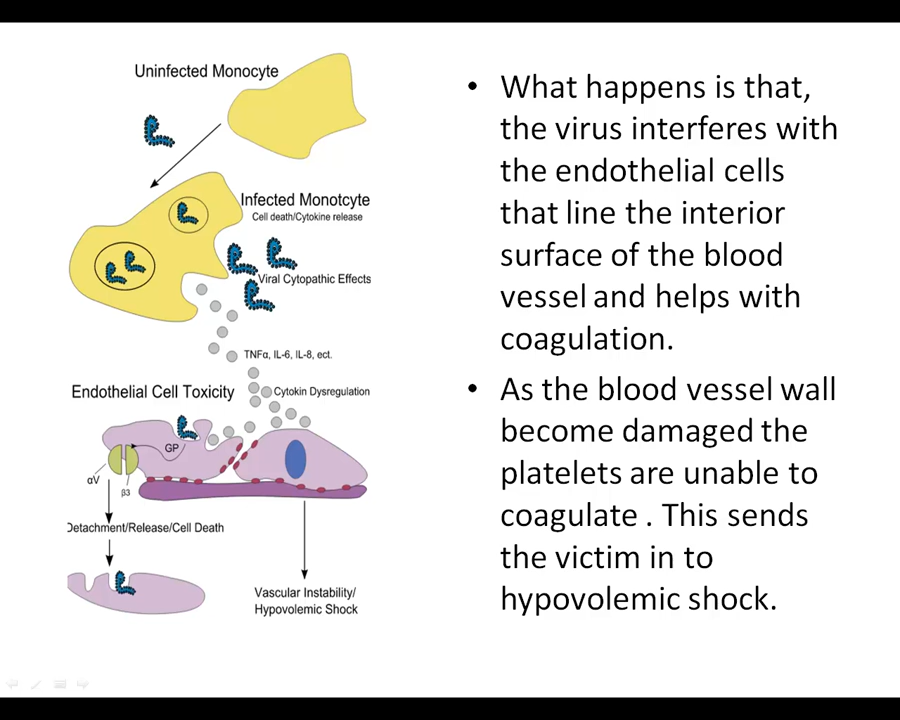 Uninfected Monocyte
Infected Monotcyte
Cell death/Cytokine release
Viral Cytopathic Effects
TNFα, IL-6, IL-8, ect.
Endothelial Cell Toxicity
Cytokin Dysregulation
GP
αV
β3
Detachment/Release/Cell Death
Vascular Instability/
Hypovolemic Shock
• What happens is that,
the virus interferes with
the endothelial cells
that line the interior
surface of the blood
vessel and helps with
coagulation.
• As the blood vessel wall
become damaged the
platelets are unable to
coagulate . This sends
the victim in to
hypovolemic shock.